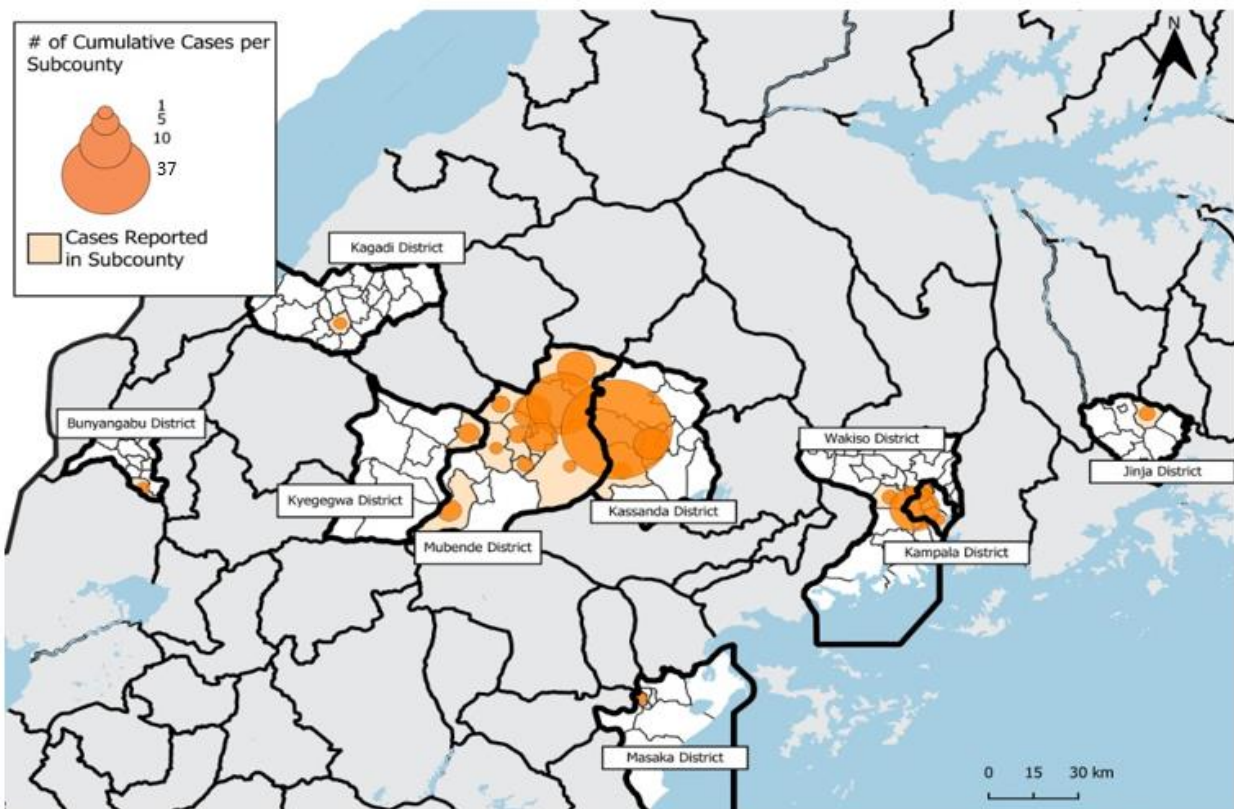 # of Cumulative Cases per
Subcounty
1
5
10
37
Cases Reported
in Subcounty
N
Kagadi District
Bunyangabu District
Wakiso District
Jinja District
Kyegegwa District
Kassanda District
Mubende District
Kampala District
Masaka District
0 15 30 km